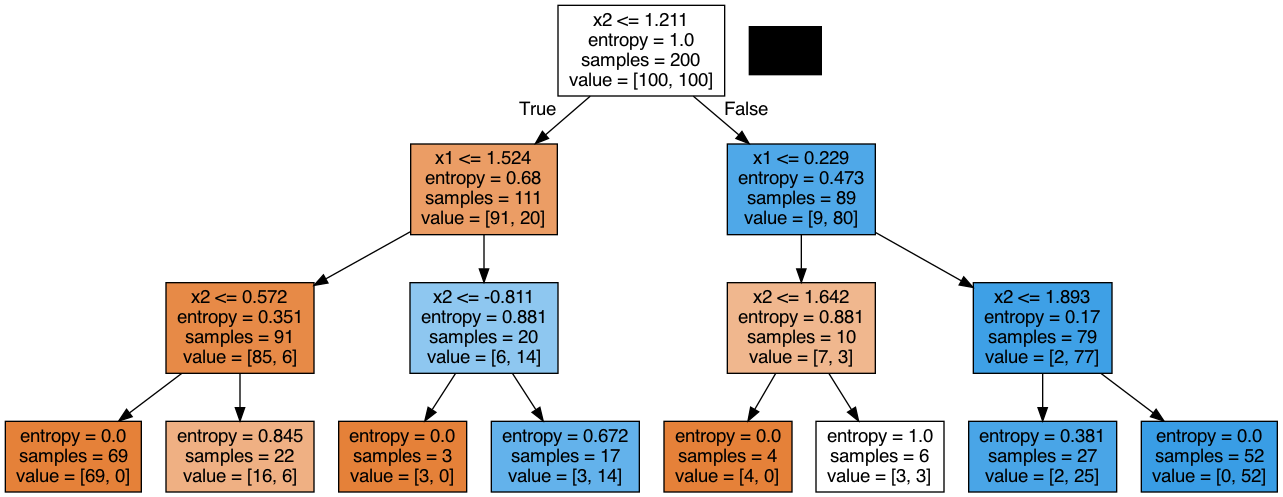 x2 <= 1.211
entropy = 1.0
samples = 200
value = [100, 100]
True
False
x1 <= 1.524
entropy = 0.68
samples = 111
value = [91, 20]
x1 <= 0.229
entropy = 0.473
samples = 89
value = [9, 80]
x2 <= 0.572
entropy = 0.351
samples = 91
value = [85, 6]
x2 <= -0.811
entropy = 0.881
samples = 20
value = [6, 14]
x2 <= 1.642
entropy = 0.881
samples = 10
value = [7, 3]
x2 <= 1.893
entropy = 0.17
samples = 79
value = [2, 77]
entropy = 0.0
samples = 69
value = [69, 0]
entropy = 0.845
samples = 22
value = [16, 6]
entropy = 0.0
samples = 3
value = [3, 0]
entropy = 0.672
samples = 17
value = [3, 14]
entropy = 0.0
samples = 4
value = [4, 0]
entropy = 1.0
samples = 6
value = [3, 3]
entropy = 0.381
samples = 27
value = [2, 25]
entropy = 0.0
samples = 52
value = [0, 52]